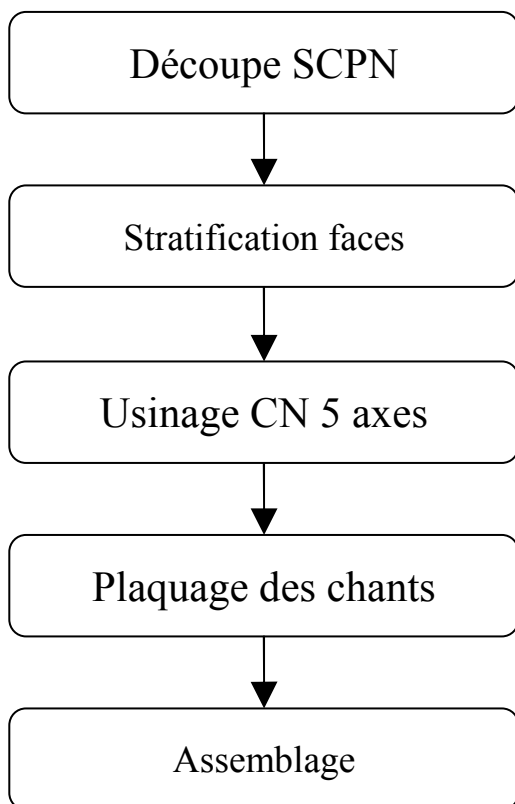 Découpe SCPN
Stratification faces
Usinage CN 5 axes
Plaquage des chants
Assemblage